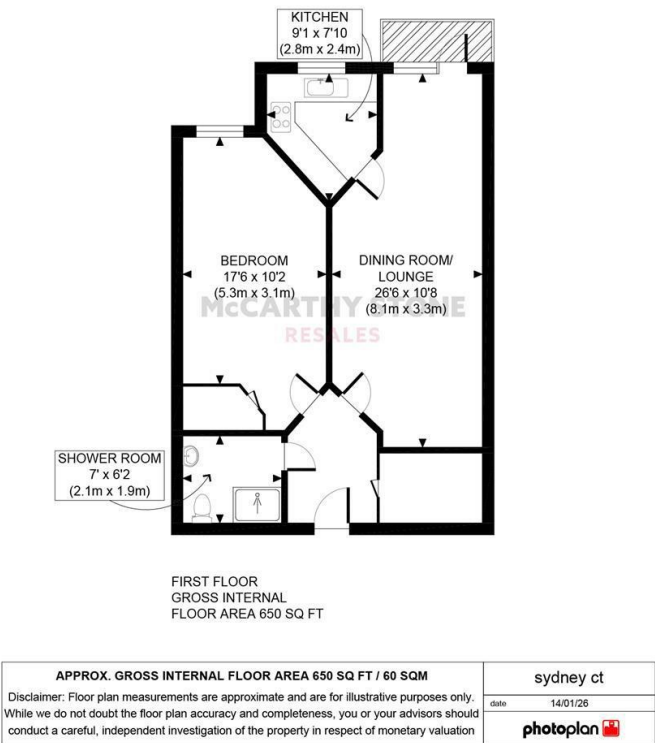 KITCHEN
9'1 x 7'10
(2.8m x 2.4m)
BEDROOM
17'6 x 10'2
(5.3m x 3.1m)
DINING ROOM/
LOUNGE
26'6 x 10'8
(8.1m x 3.3m)
McCARTHY STONE
RESALES
SHOWER ROOM
7' x 6'2
(2.1m x 1.9m)
FIRST FLOOR
GROSS INTERNAL
FLOOR AREA 650 SQ FT
APPROX. GROSS INTERNAL FLOOR AREA 650 SQ FT / 60 SQM
Disclaimer: Floor plan measurements are approximate and are for illustrative purposes only.
While we do not doubt the floor plan accuracy and completeness, you or your advisors should
conduct a careful, independent investigation of the property in respect of monetary valuation
sydney ct
date 14/01/26
photoplan